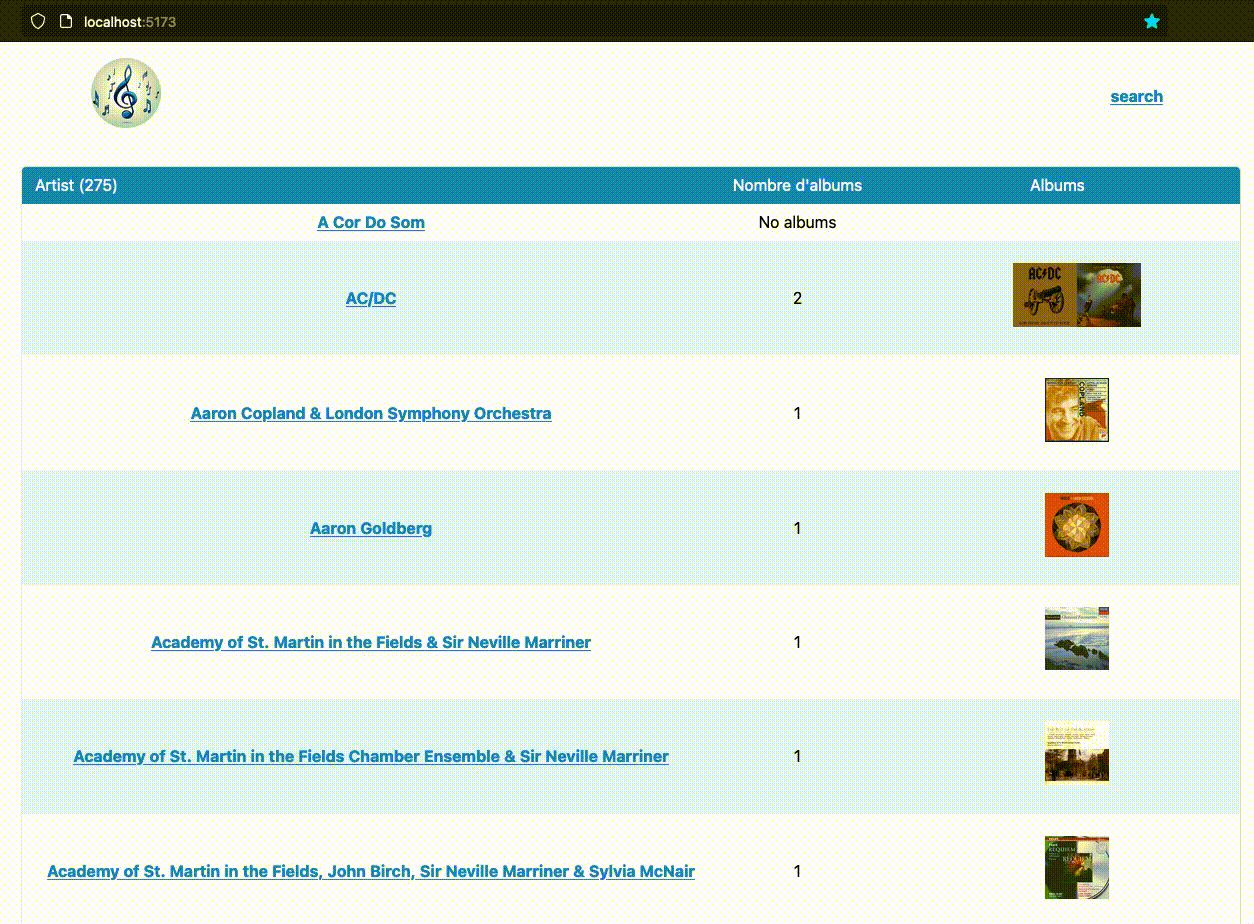 localhost:5173
search
Artist (275) Nombre d'albums Albums
A Cor Do Som No albums
AC/DC 2
AC/DC AC/DC
Aaron Copland & London Symphony Orchestra 1
COPLAND
Aaron Goldberg 1
Academy of St. Martin in the Fields & Sir Neville Marriner 1
Academy of St. Martin in the Fields Chamber Ensemble & Sir Neville Marriner 1
Academy of St. Martin in the Fields, John Birch, Sir Neville Marriner & Sylvia McNair 1
REQUIEM
REQUIEM